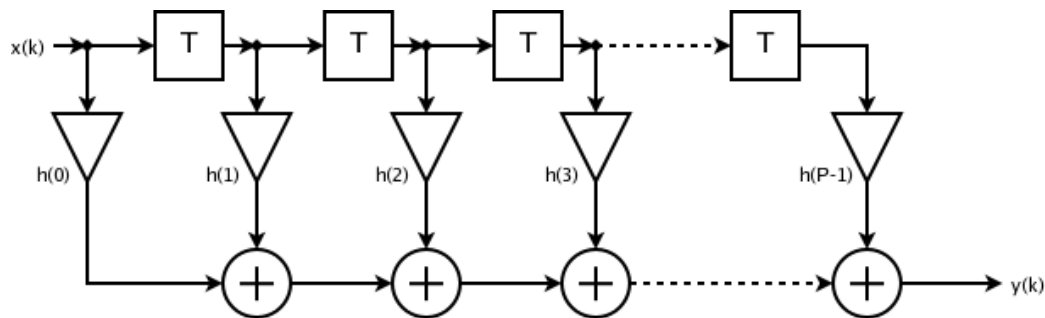 x(k)
T
T
T
T
h(0)
h(1)
h(2)
h(3)
h(P-1)
y(k)